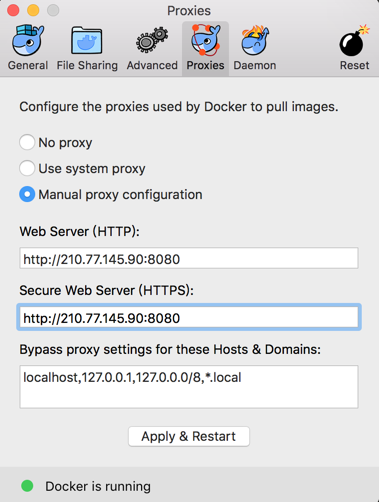 Proxies
General File Sharing Advanced Proxies Daemon Reset
Configure the proxies used by Docker to pull images.
No proxy
Use system proxy
Manual proxy configuration
Web Server (HTTP):
http://210.77.145.90:8080
Secure Web Server (HTTPS):
http://210.77.145.90:8080
Bypass proxy settings for these Hosts & Domains:
localhost,127.0.0.1,127.0.0.0/8,*.local
Apply & Restart
Docker is running